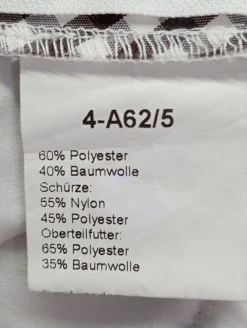 4-A62/5
60% Polyester
40% Baumwolle
Schürze:
55% Nylon
45% Polyester
Oberteilfutter:
65% Polyester
35% Baumwolle